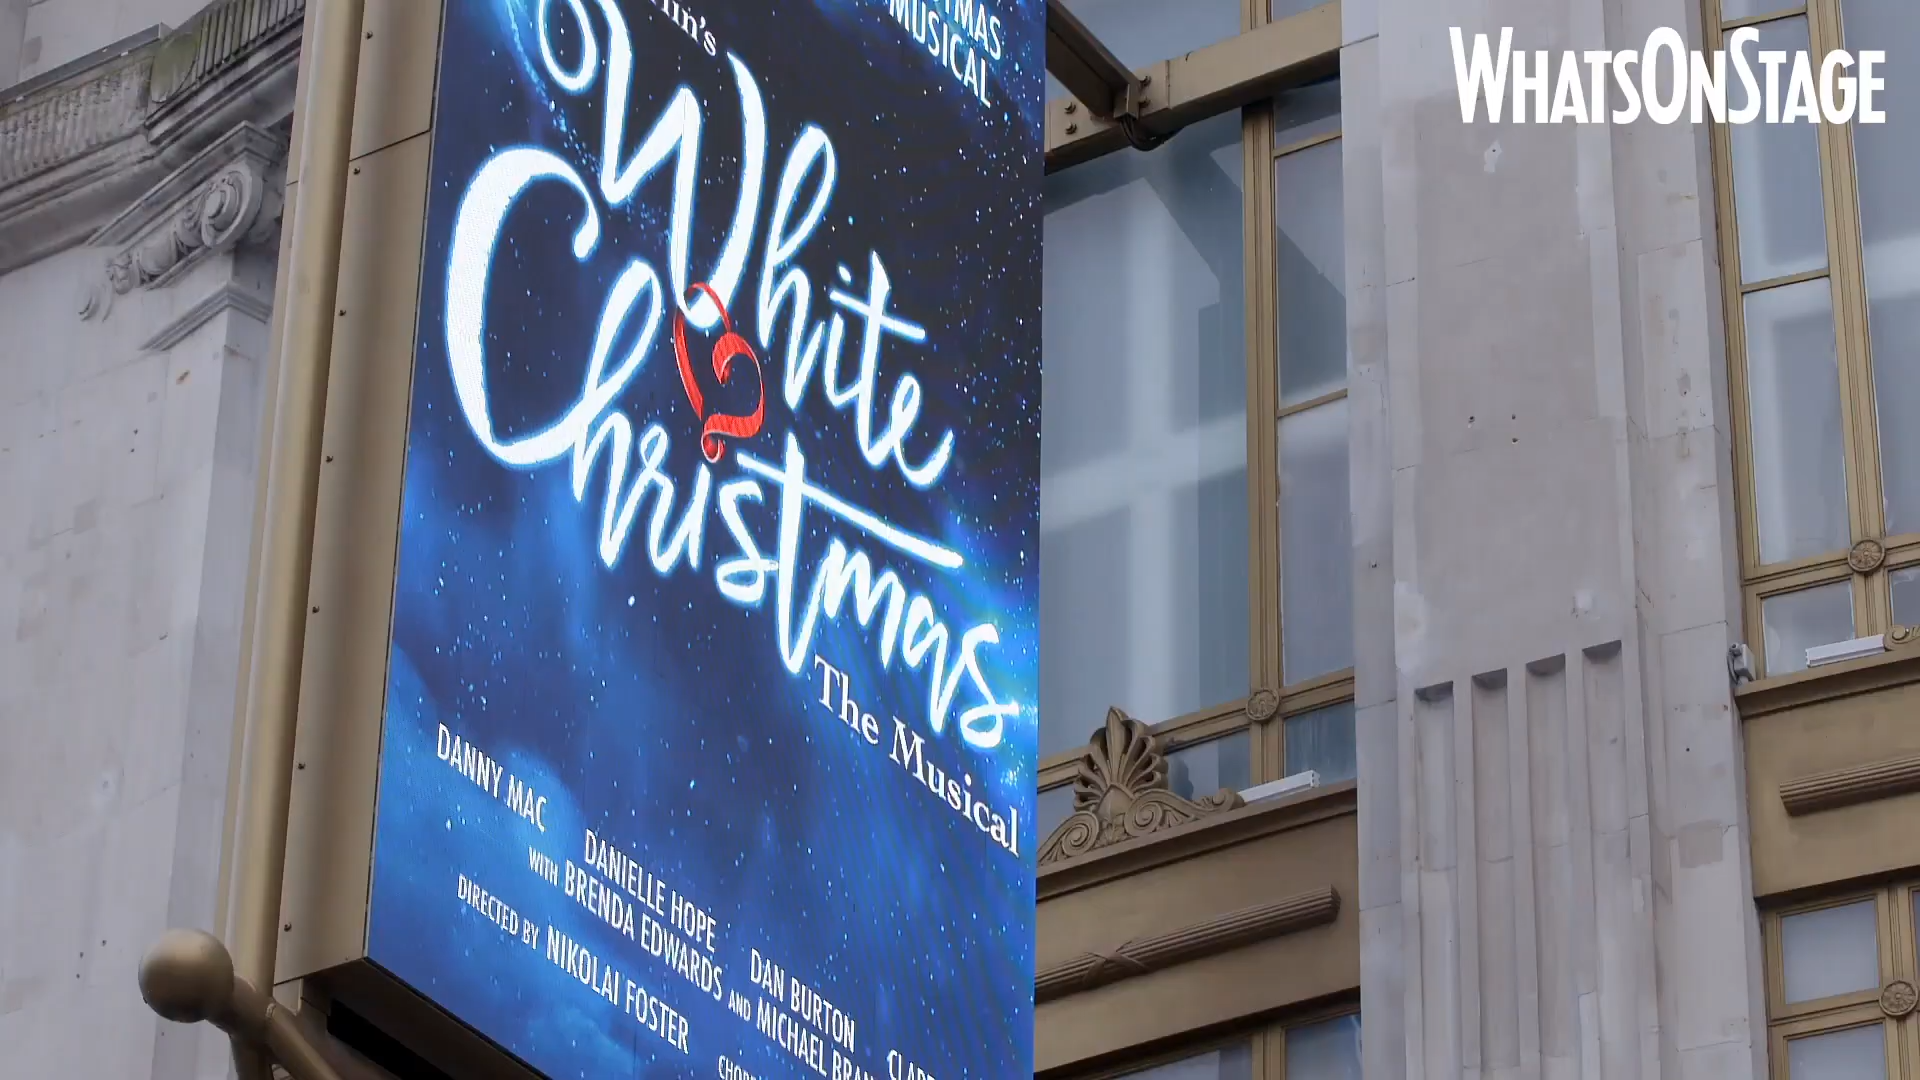 MUSICAL
White
Christmas
The Musical
DANNY MAC DANIELLE HOPE DAN BURTON
WITH BRENDA EDWARDS AND MICHAEL
DIRECTED BY NIKOLAI FOSTER
WHATSONSTAGE